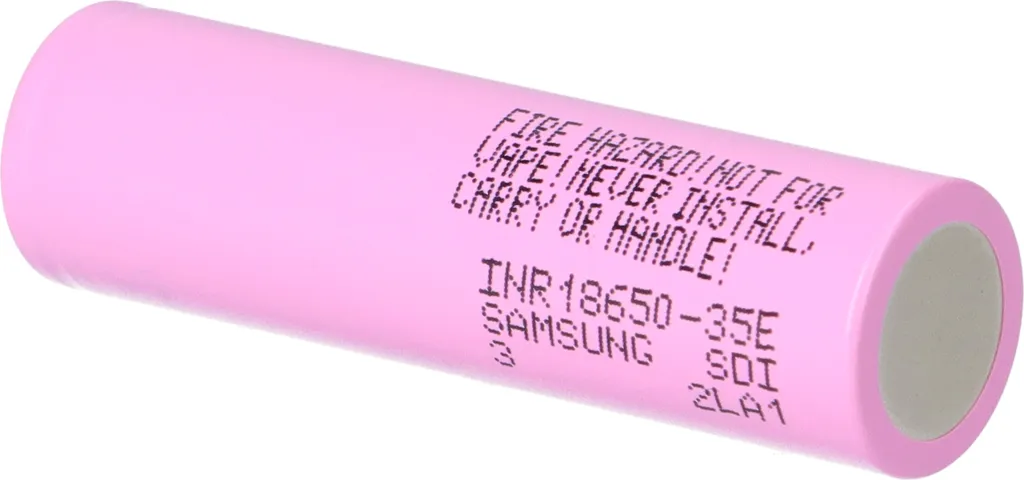 FIRE HAZARD! NOT FOR
VAPE! NEVER INSTALL,
CARRY OR HANDLE!
INR18650-35E
SAMSUNG SDI
3 2LA1